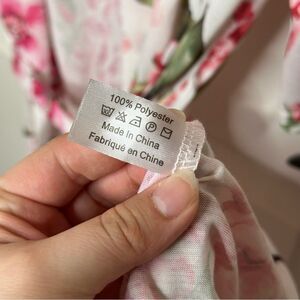 100% Polyester
Made In China
Fabriqué en Chine